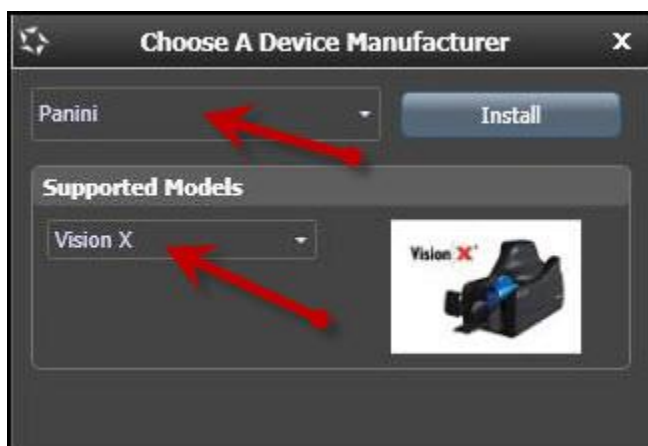 Choose A Device Manufacturer
X
Panini
Install
Supported Models
Vision X
Vision X